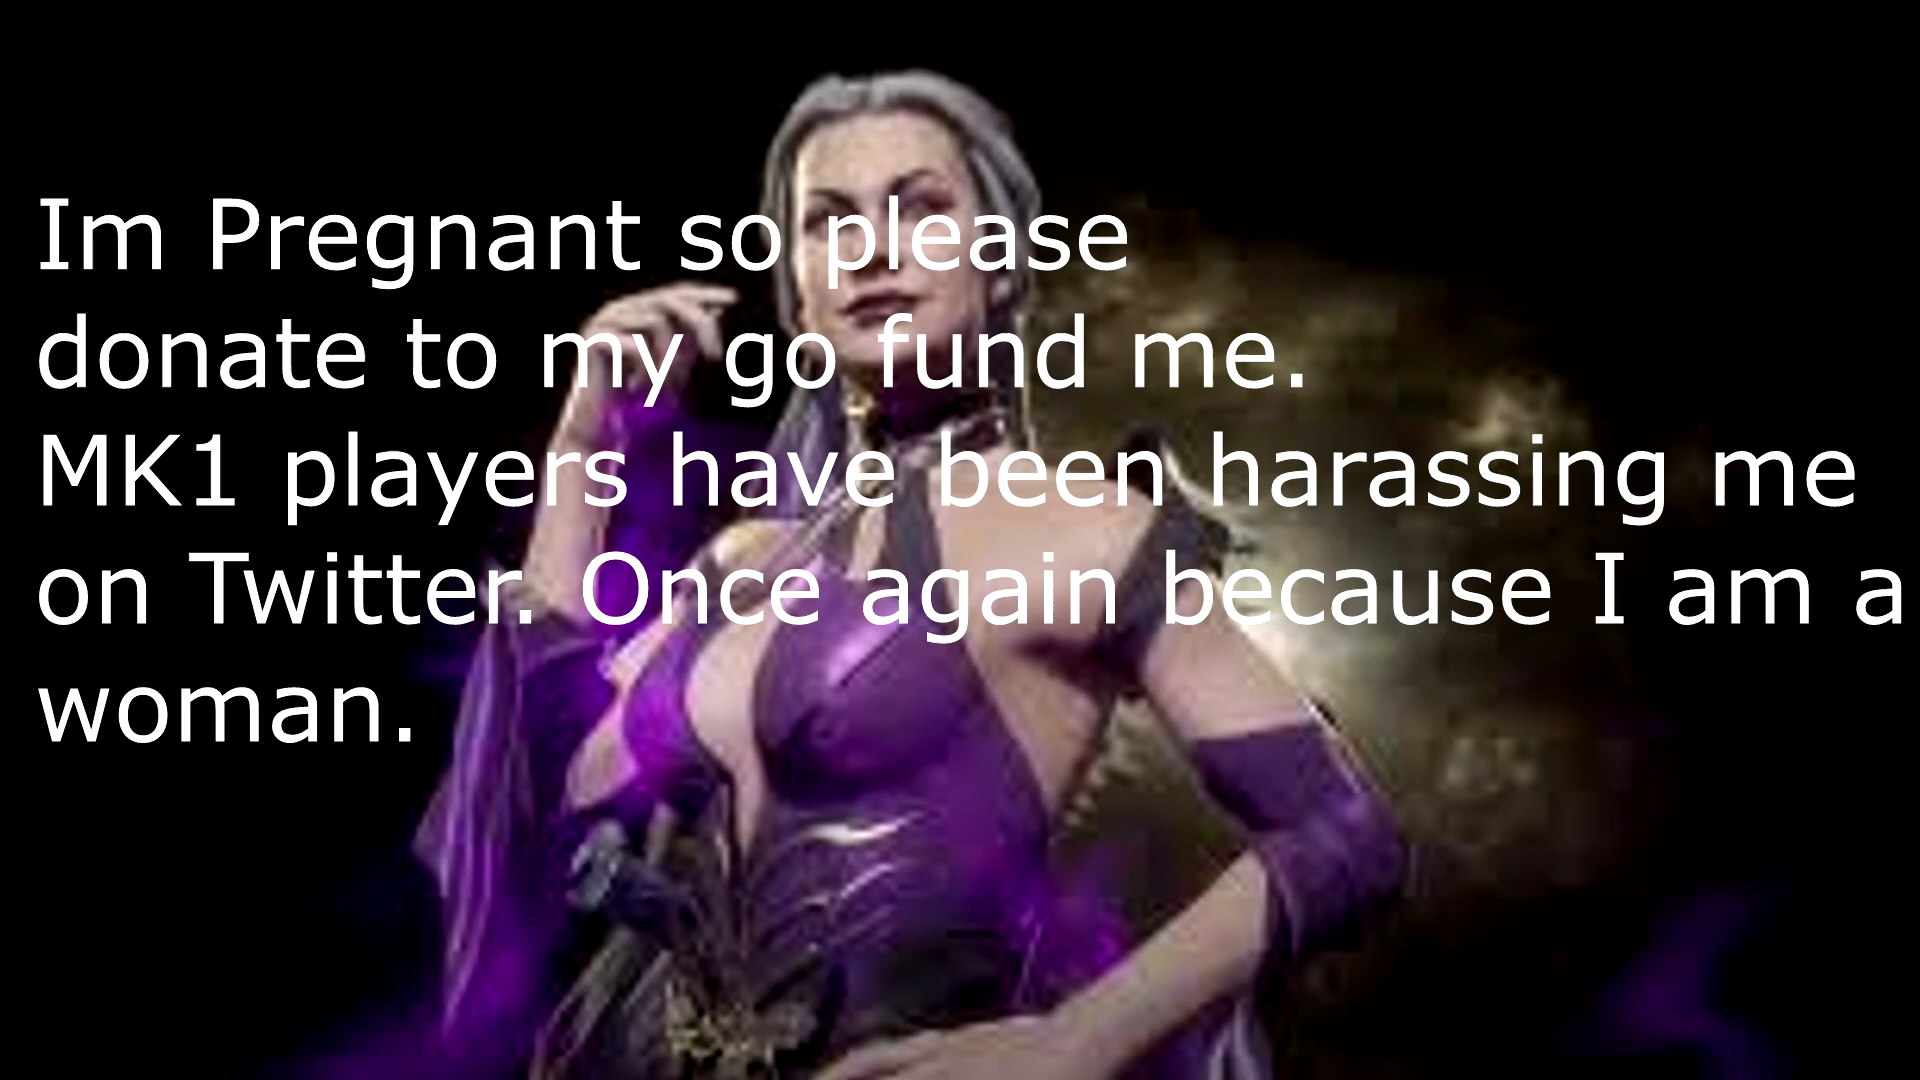 Im Pregnant so please
donate to my go fund me.
MK1 players have been harassing me
on Twitter. Once again because I am a
woman.